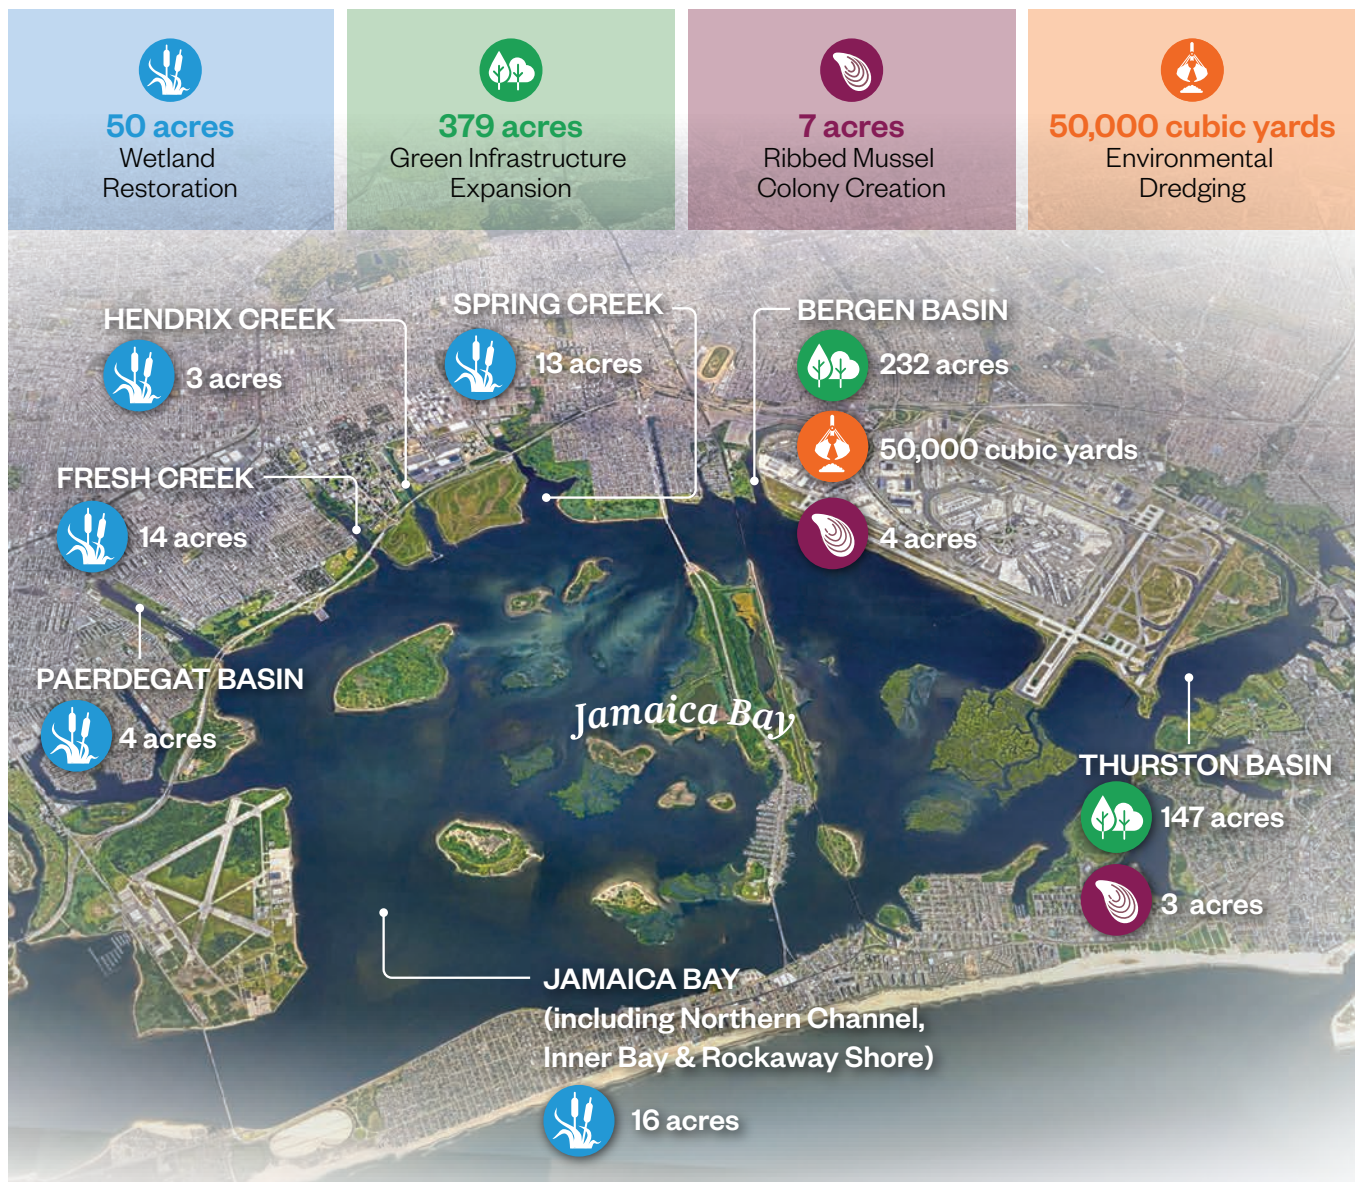 50 acres
Wetland
Restoration
379 acres
Green Infrastructure
Expansion
7 acres
Ribbed Mussel
Colony Creation
50,000 cubic yards
Environmental
Dredging
HENDRIX CREEK
3 acres
SPRING CREEK
13 acres
BERGEN BASIN
232 acres
50,000 cubic yards
4 acres
FRESH CREEK
14 acres
PAERDEGAT BASIN
4 acres
Jamaica Bay
THURSTON BASIN
147 acres
3 acres
JAMAICA BAY
(including Northern Channel,
Inner Bay & Rockaway Shore)
16 acres